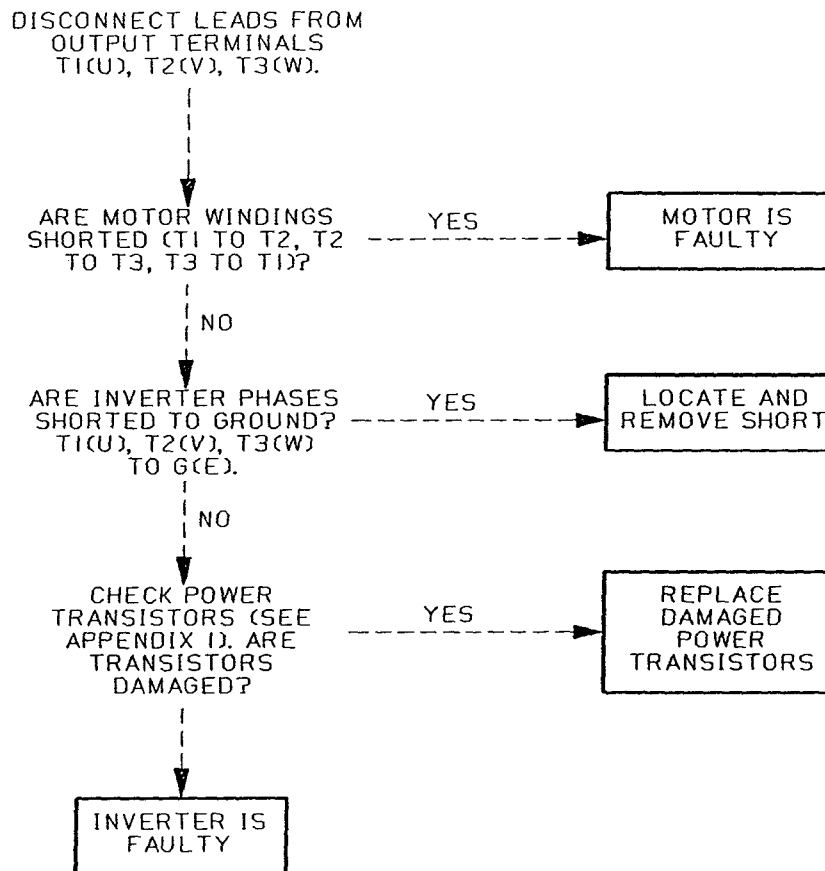 DISCONNECT LEADS FROM
OUTPUT TERMINALS
T1(U), T2(V), T3(W).
ARE MOTOR WINDINGS
SHORTED (T1 TO T2, T2
TO T3, T3 TO T1)?
YES
MOTOR IS
FAULTY
NO
ARE INVERTER PHASES
SHORTED TO GROUND?
T1(U), T2(V), T3(W)
TO G(E).
YES
LOCATE AND
REMOVE SHORT
NO
CHECK POWER
TRANSISTORS (SEE
APPENDIX 1). ARE
TRANSISTORS
DAMAGED?
YES
REPLACE
DAMAGED
POWER
TRANSISTORS
INVERTER IS
FAULTY